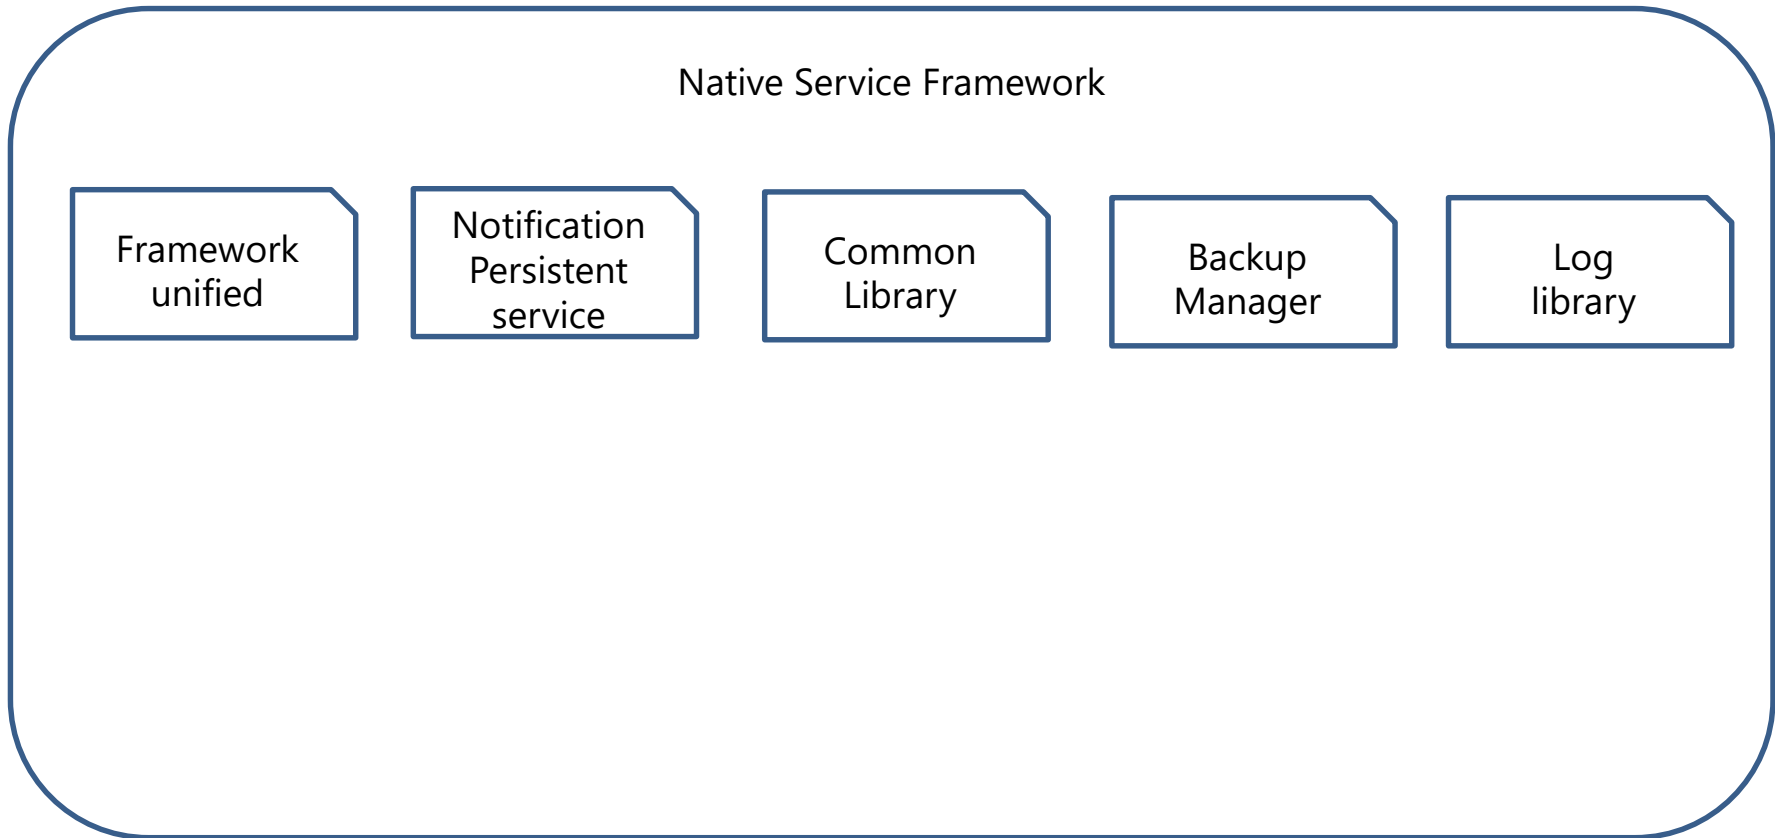 Native Service Framework
Framework
unified
Notification
Persistent
service
Common
Library
Backup
Manager
Log
library